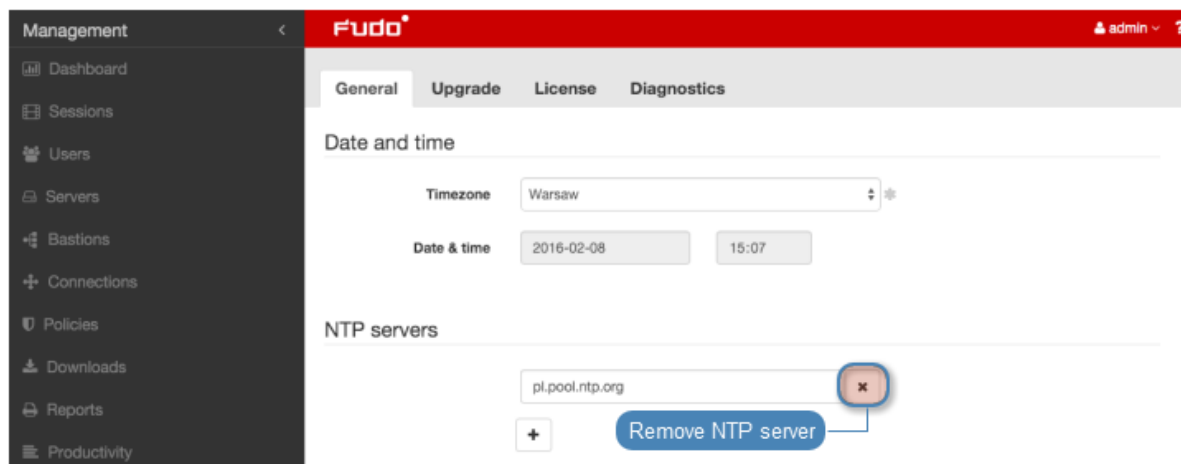 Management
Dashboard
Sessions
Users
Servers
Bastions
Connections
Policies
Downloads
Reports
Productivity
FUDO
admin
?
General Upgrade License Diagnostics
Date and time
Timezone Warsaw
Date & time 2016-02-08 15:07
NTP servers
pl.pool.ntp.org
Remove NTP server